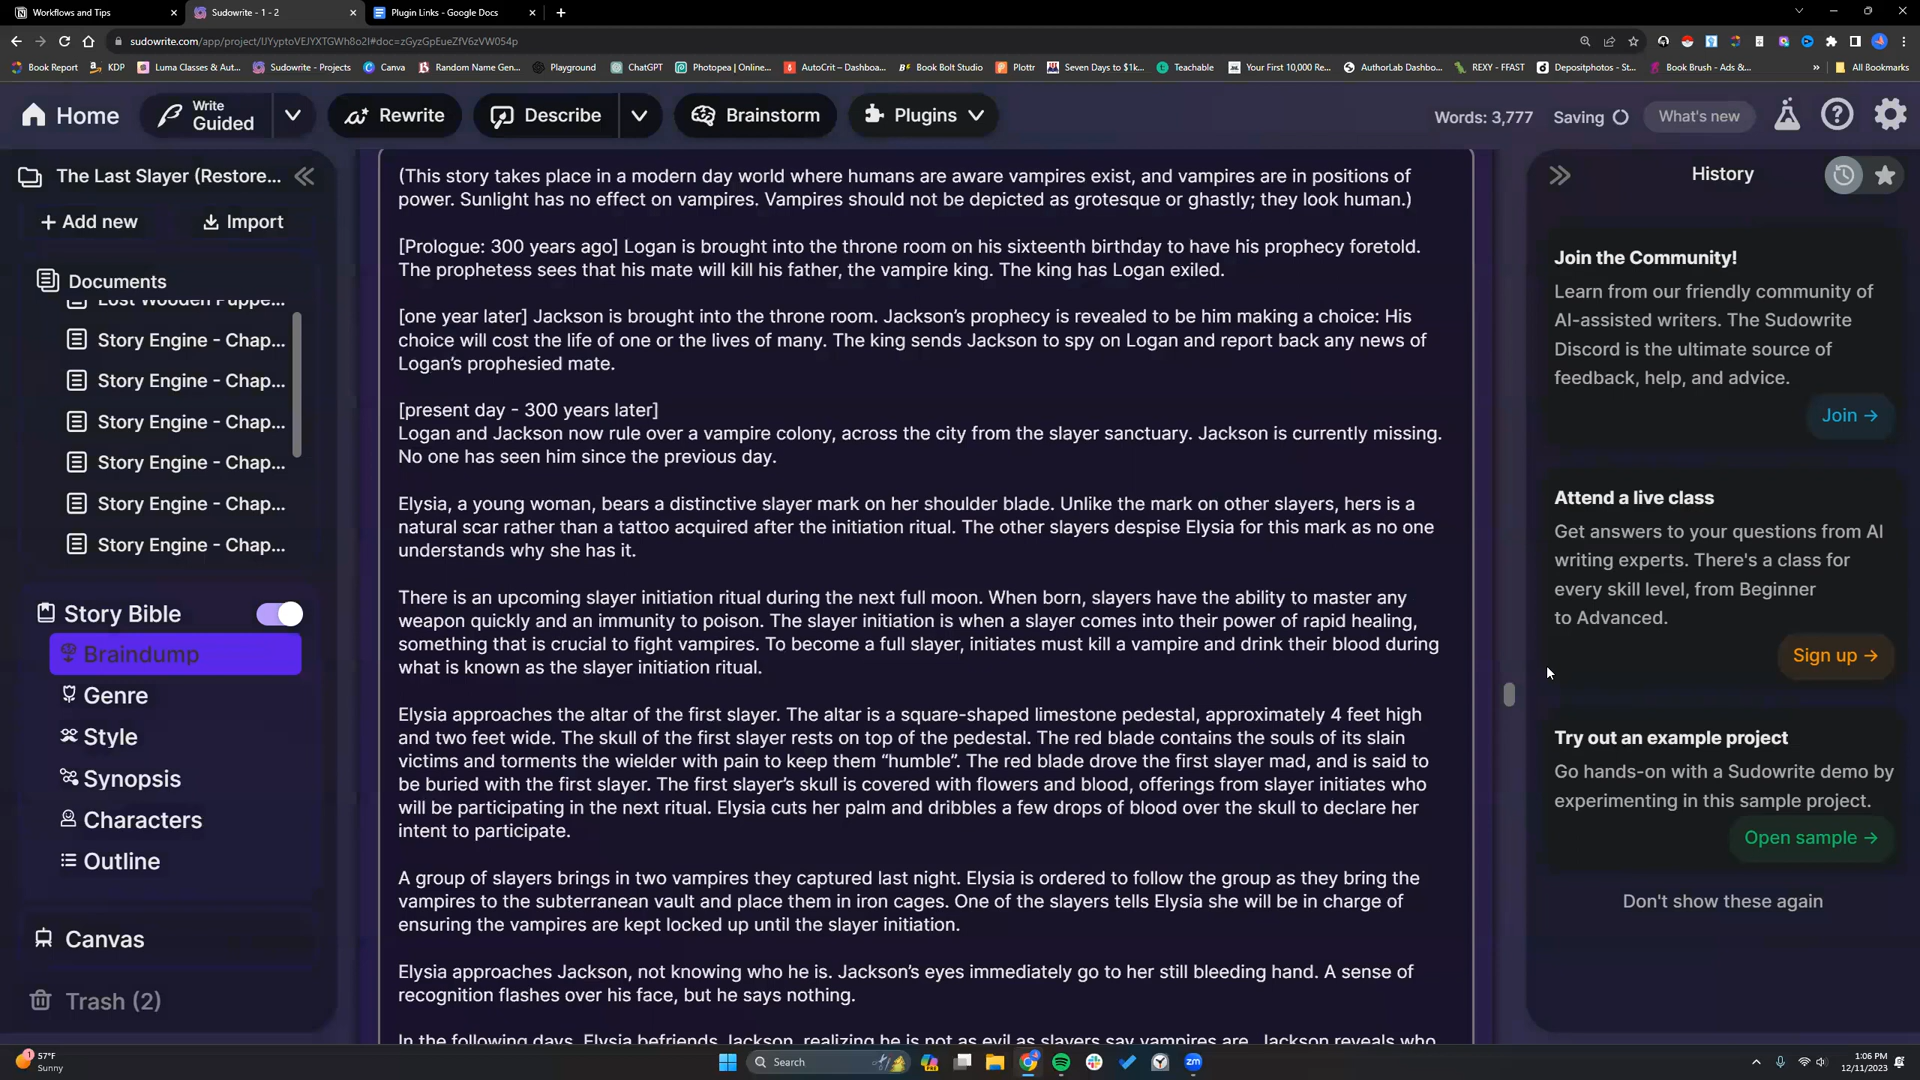 Workflows and Tips
Sudowrite - 1 - 2
Plugin Links - Google Docs
sudowrite.com/app/project/
Book Report
KDP
Luma Classes & Aut...
Sudowrite - Projects
Canva
Random Name Gen...
Playground
ChatGPT
Photopea | Online...
AutoCrit – Dashboa...
Book Bolt Studio
Plottr
Seven Days to $1k...
Teachable
Your First 10,000 Re...
AuthorLab Dashbo...
REXY - FFAST
Depositphotos - St...
Book Brush - Ads &...
»
All Bookmarks
Home
Write
Guided
Rewrite
Describe
Brainstorm
Plugins
Words: 3,777
Saving
What's new
The Last Slayer (Restore...
+ Add new
Import
Documents
Lost Wooden Puppe...
Story Engine - Chap...
Story Engine - Chap...
Story Engine - Chap...
Story Engine - Chap...
Story Engine - Chap...
Story Engine - Chap...
Story Bible
Braindump
Genre
Style
Synopsis
Characters
Outline
Canvas
Trash (2)
(This story takes place in a modern day world where humans are aware vampires exist, and vampires are in positions of
power. Sunlight has no effect on vampires. Vampires should not be depicted as grotesque or ghastly; they look human.)
[Prologue: 300 years ago] Logan is brought into the throne room on his sixteenth birthday to have his prophecy foretold.
The prophetess sees that his mate will kill his father, the vampire king. The king has Logan exiled.
[one year later] Jackson is brought into the throne room. Jackson's prophecy is revealed to be him making a choice: His
choice will cost the life of one or the lives of many. The king sends Jackson to spy on Logan and report back any news of
Logan's prophesied mate.
[present day - 300 years later]
Logan and Jackson now rule over a vampire colony, across the city from the slayer sanctuary. Jackson is currently missing.
No one has seen him since the previous day.
Elysia, a young woman, bears a distinctive slayer mark on her shoulder blade. Unlike the mark on other slayers, hers is a
natural scar rather than a tattoo acquired after the initiation ritual. The other slayers despise Elysia for this mark as no one
understands why she has it.
There is an upcoming slayer initiation ritual during the next full moon. When born, slayers have the ability to master any
weapon quickly and an immunity to poison. The slayer initiation is when a slayer comes into their power of rapid healing,
something that is crucial to fight vampires. To become a full slayer, initiates must kill a vampire and drink their blood during
what is known as the slayer initiation ritual.
Elysia approaches the altar of the first slayer. The altar is a square-shaped limestone pedestal, approximately 4 feet high
and two feet wide. The skull of the first slayer rests on top of the pedestal. The red blade contains the souls of its slain
victims and torments the wielder with pain to keep them “humble”. The red blade drove the first slayer mad, and is said to
be buried with the first slayer. The first slayer's skull is covered with flowers and blood, offerings from slayer initiates who
will be participating in the next ritual. Elysia cuts her palm and dribbles a few drops of blood over the skull to declare her
intent to participate.
A group of slayers brings in two vampires they captured last night. Elysia is ordered to follow the group as they bring the
vampires to the subterranean vault and place them in iron cages. One of the slayers tells Elysia she will be in charge of
ensuring the vampires are kept locked up until the slayer initiation.
Elysia approaches Jackson, not knowing who he is. Jackson's eyes immediately go to her still bleeding hand. A sense of
recognition flashes over his face, but he says nothing.
In the following days, Elysia befriends Jackson, realizing he is not as evil as slayers say vampires are. Jackson reveals who
History
Join the Community!
Learn from our friendly community of
AI-assisted writers. The Sudowrite
Discord is the ultimate source of
feedback, help, and advice.
Join →
Attend a live class
Get answers to your questions from AI
writing experts. There's a class for
every skill level, from Beginner
to Advanced.
Sign up →
Try out an example project
Go hands-on with a Sudowrite demo by
experimenting in this sample project.
Open sample →
Don't show these again
57°F
Sunny
Search
1:06 PM
12/11/2023